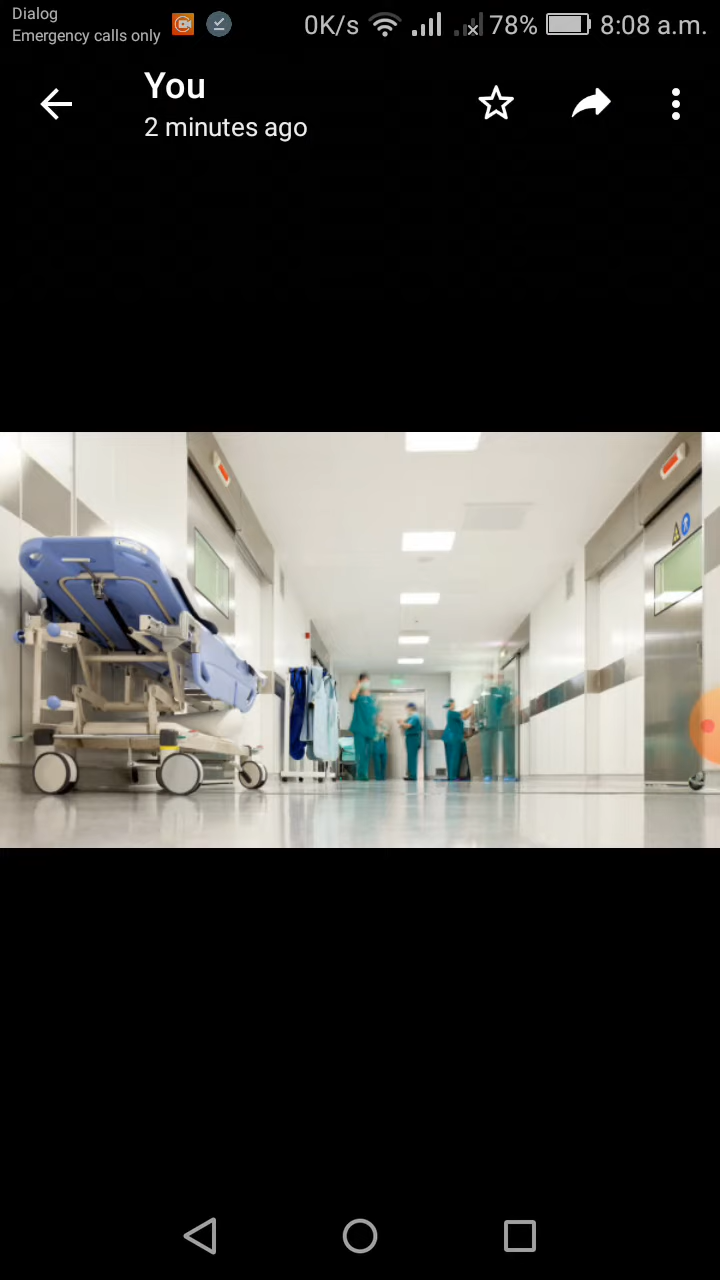 Dialog
Emergency calls only
0K/s
78%
8:08 a.m.
You
2 minutes ago